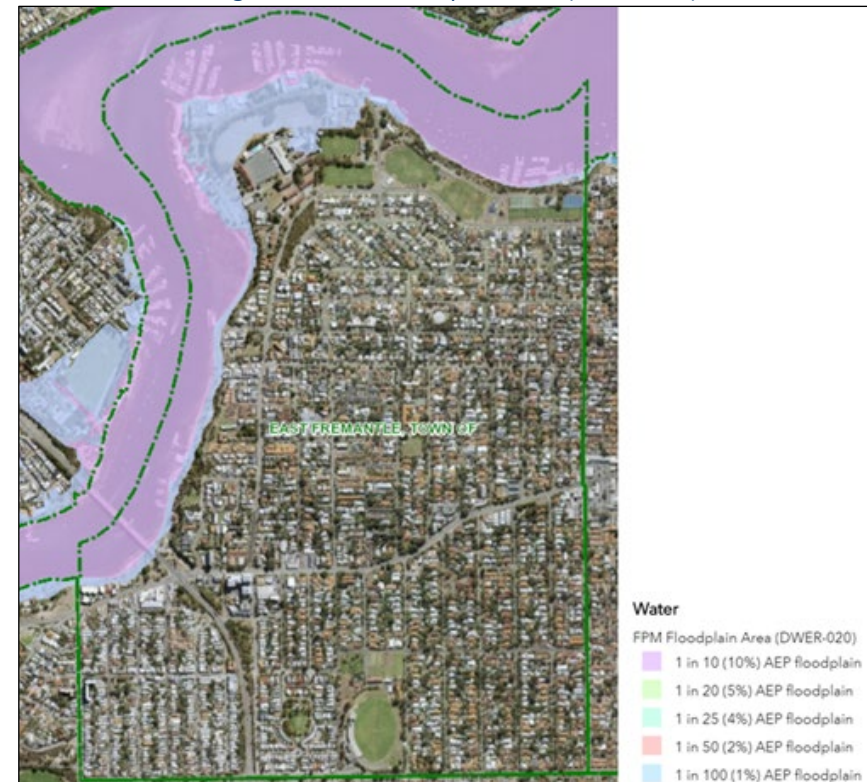 EAST FREMANTLE, TOWN OF
Water
FPM Floodplain Area (DWER-020)
1 in 10 (10%) AEP floodplain
1 in 20 (5%) AEP floodplain
1 in 25 (4%) AEP floodplain
1 in 50 (2%) AEP floodplain
1 in 100 (1%) AEP floodplain